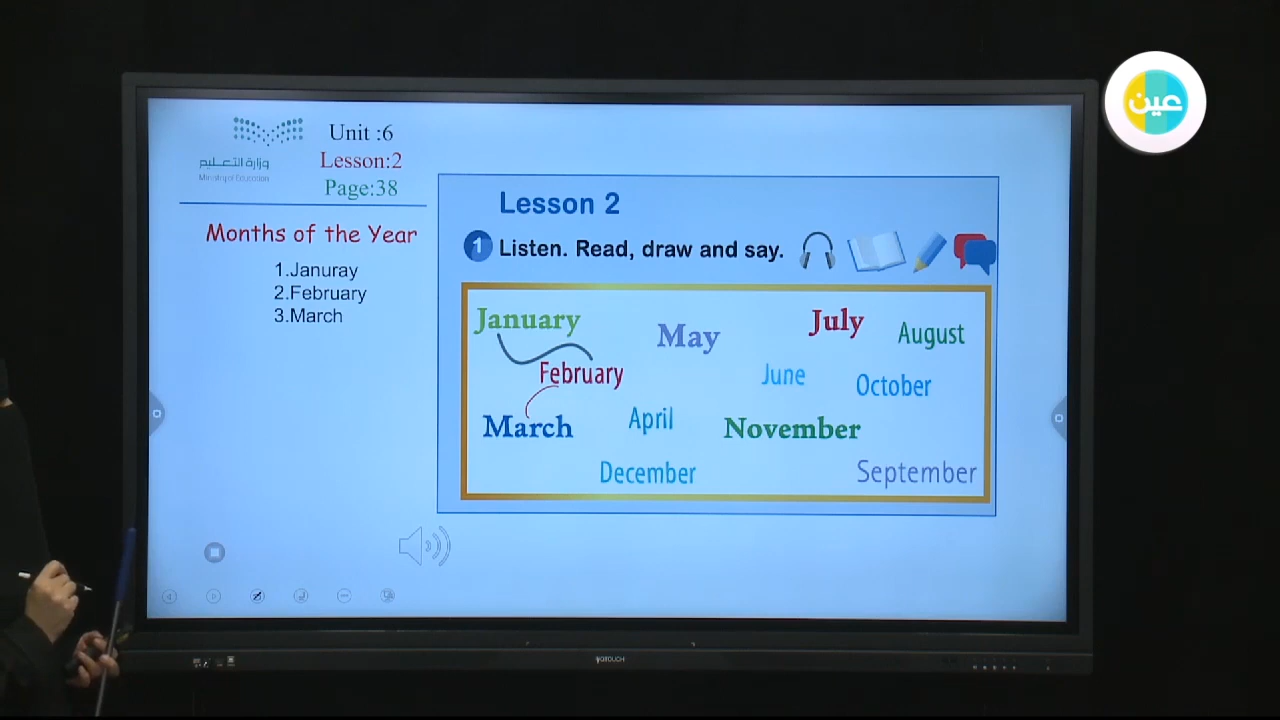 عين
وزارة التعليم
Ministry of Education
Unit :6
Lesson:2
Page:38
Months of the Year
1.Januray
2.February
3.March
Lesson 2
1 Listen. Read, draw and say.
January
May
July
August
February
June
October
March
April
November
December
September
YOTOUCH